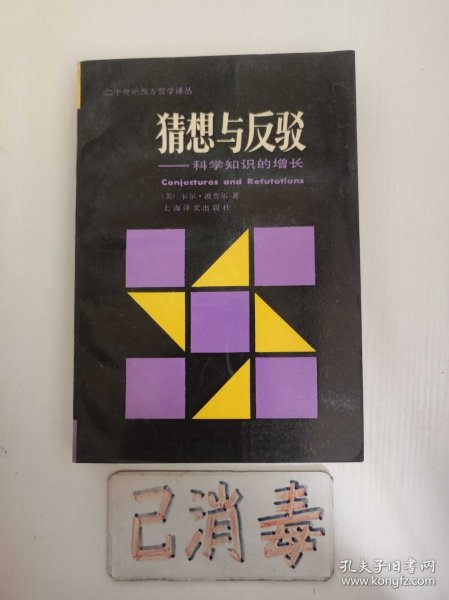 二十世纪西方哲学译丛
猜想与反驳
——科学知识的增长
Conjectures and Refutations
〔英〕卡尔·波普尔 著
上海译文出版社
已消毒
孔夫子旧书网
www.kongfz.com